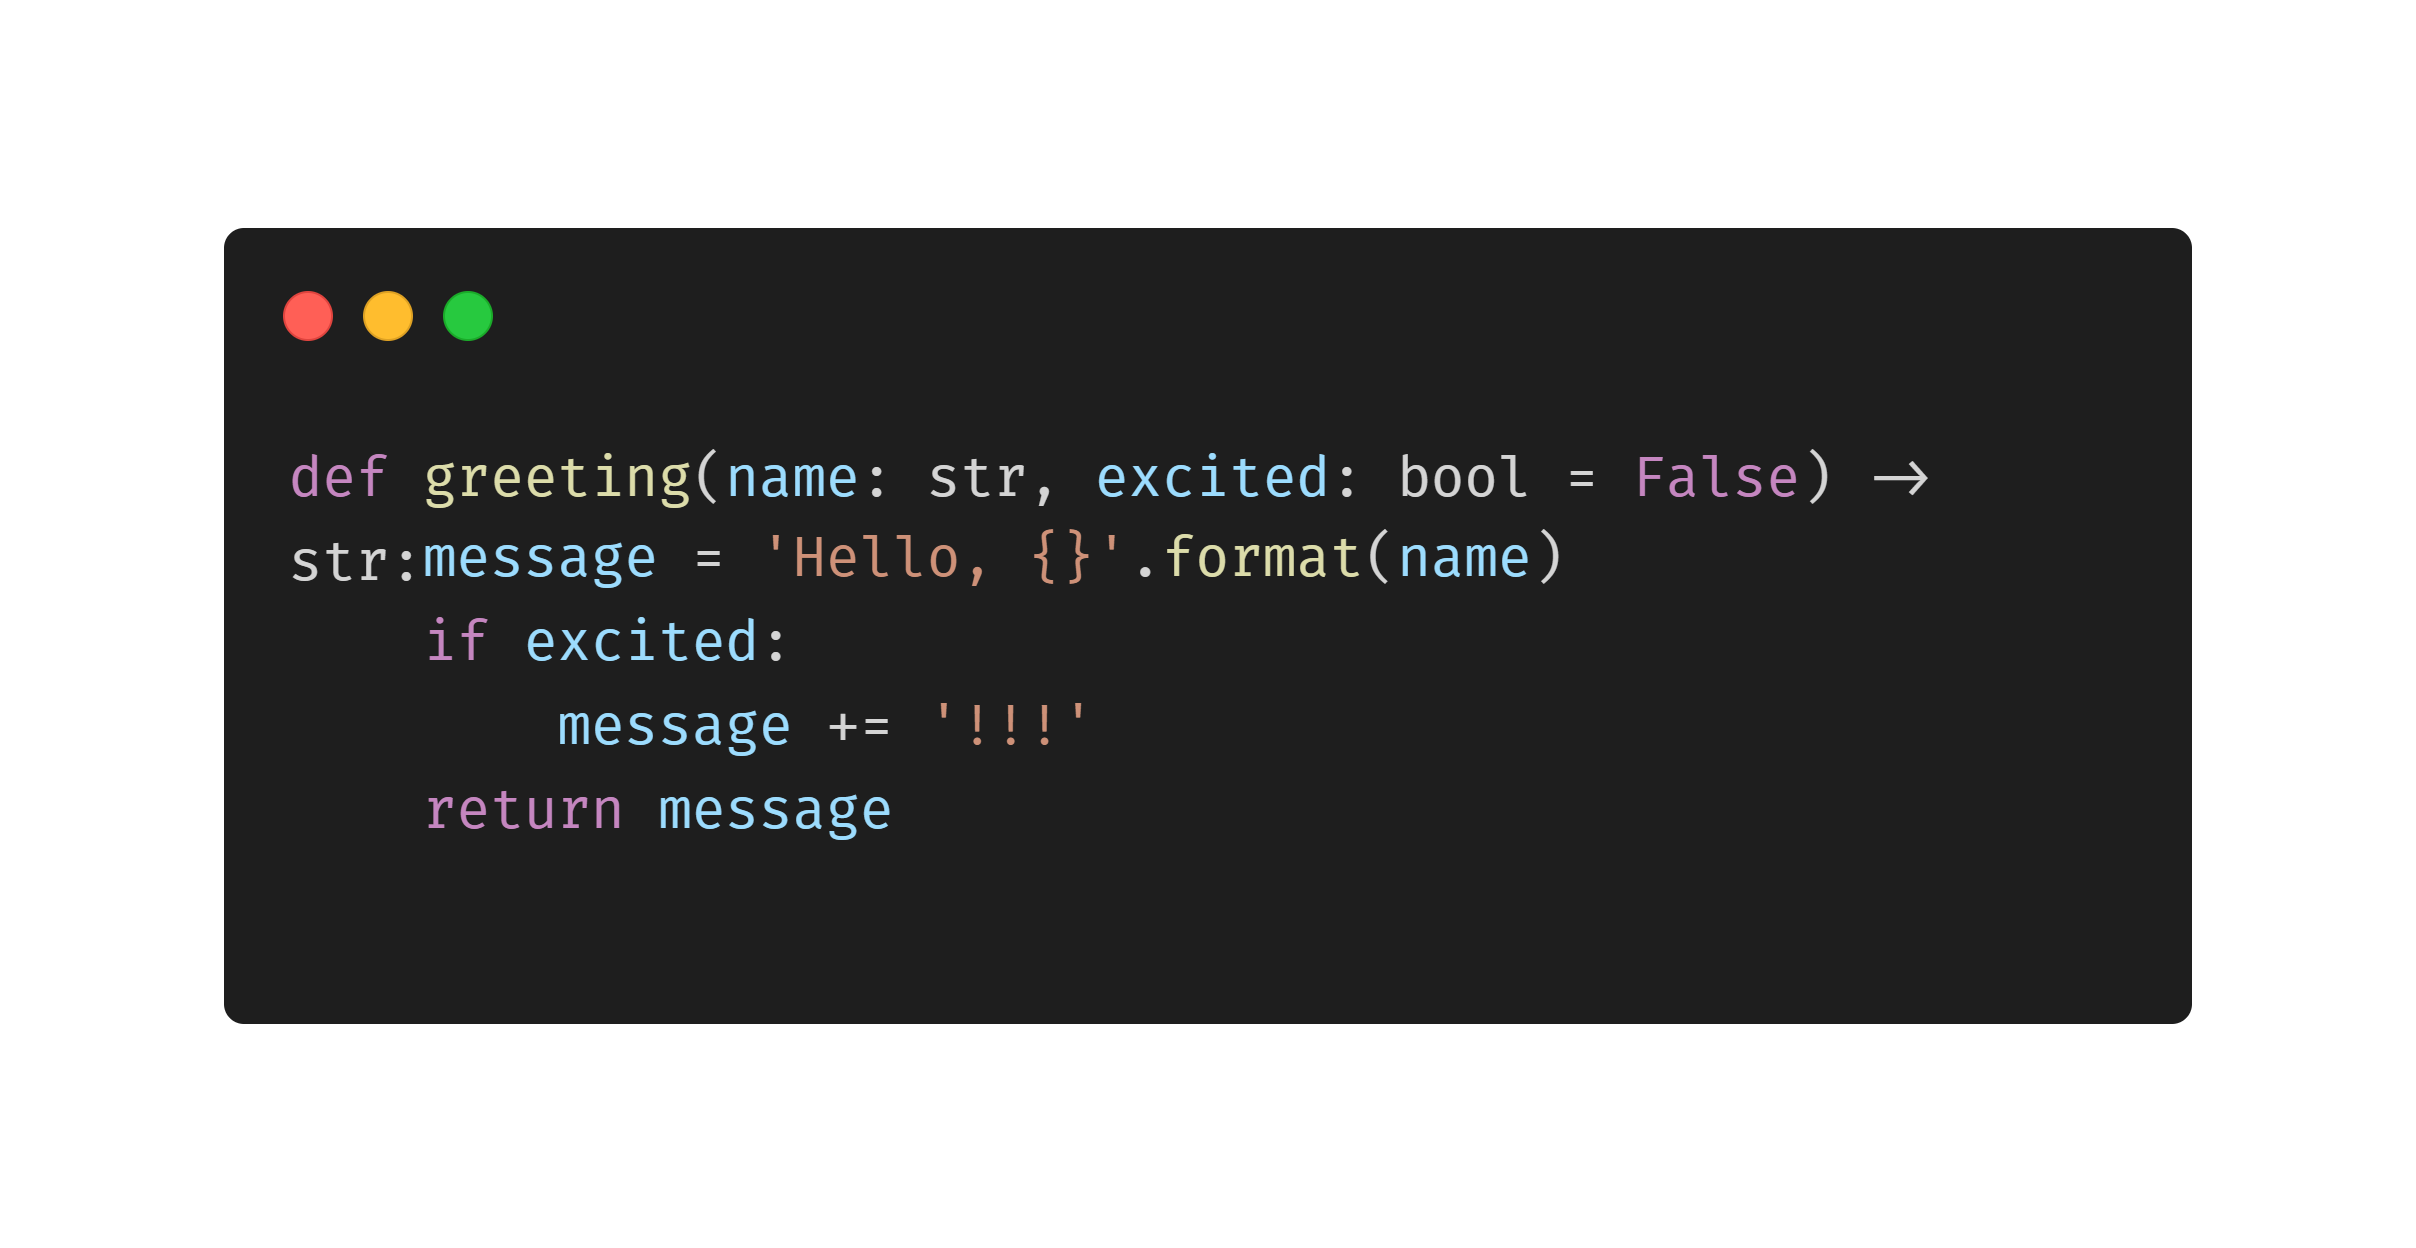 def greeting(name: str, excited: bool = False) ->
str:message = 'Hello, {}'.format(name)
    if excited:
        message += '!!!'
    return message